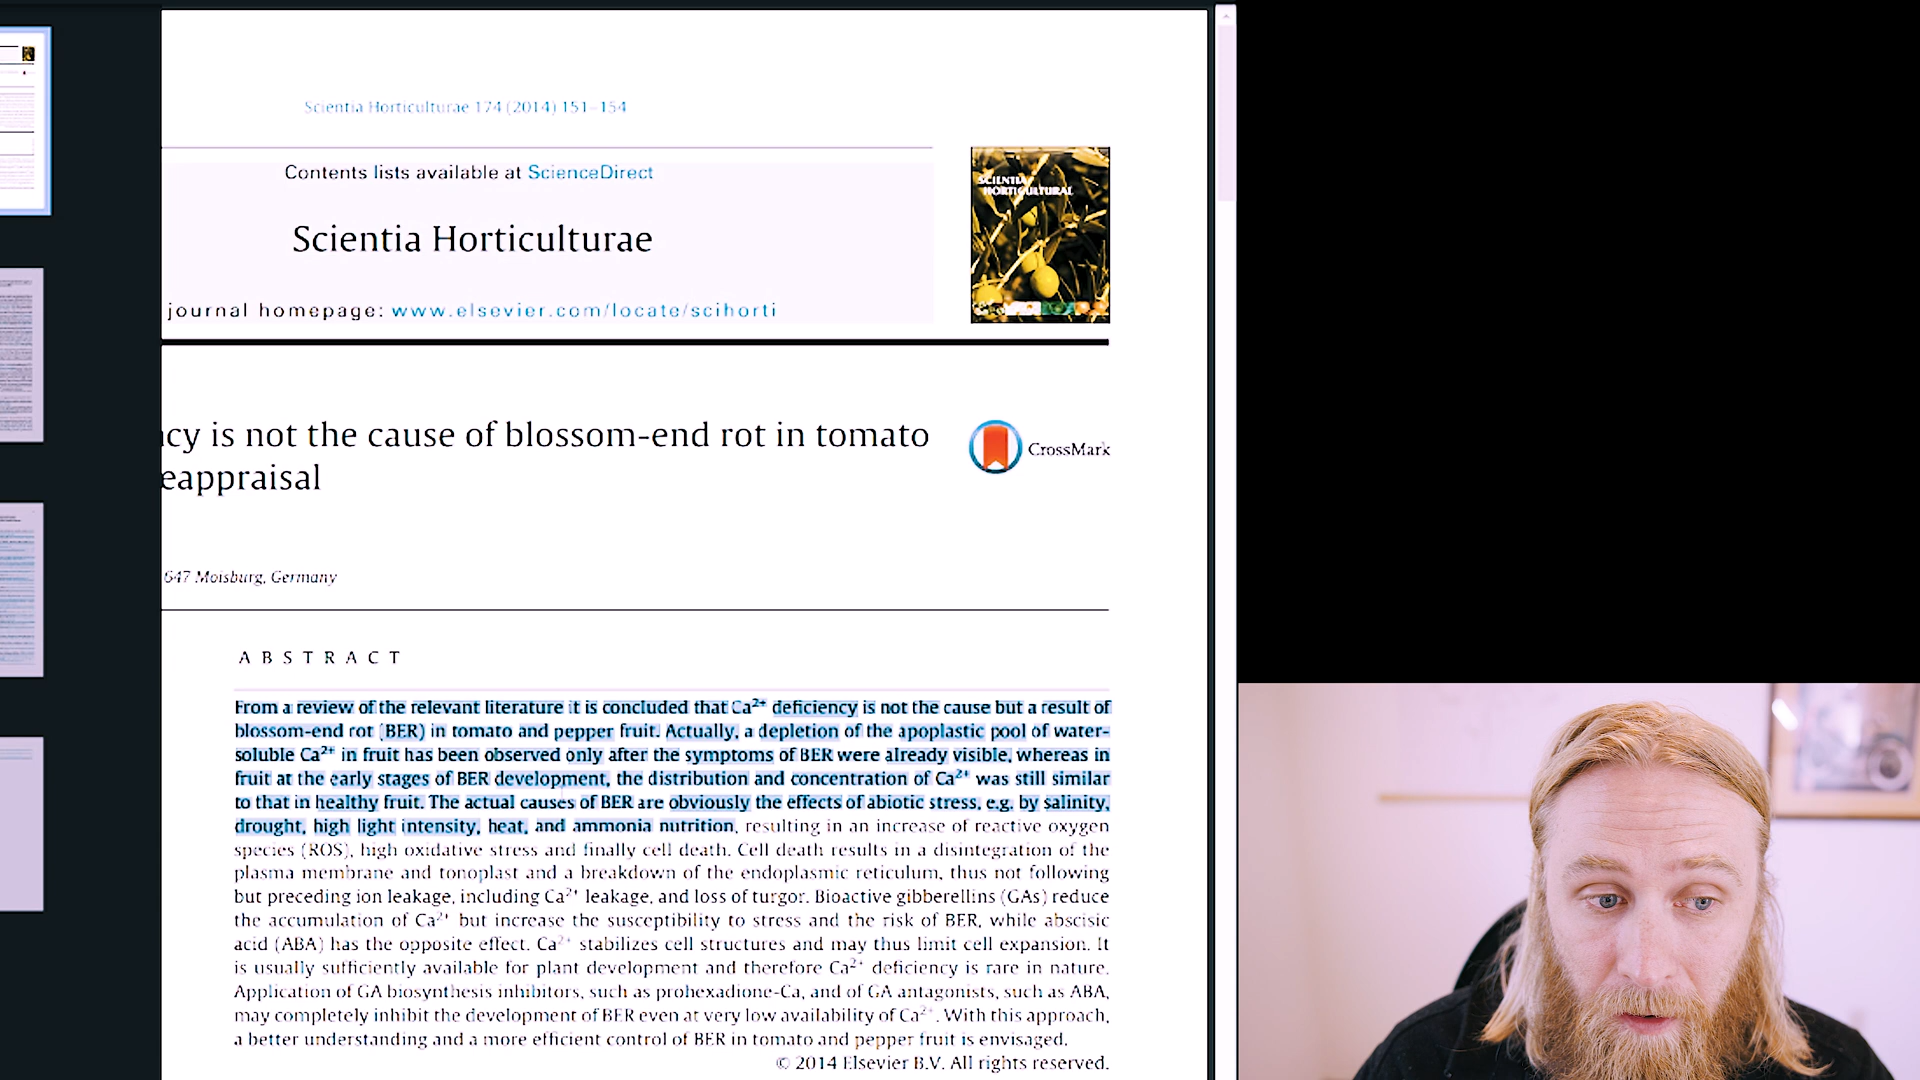 Scientia Horticulturae 174 (2014) 151–154
Contents lists available at ScienceDirect
Scientia Horticulturae
journal homepage: www.elsevier.com/locate/scihorti
SCIENTIA
HORTICULTURAE
cy is not the cause of blossom-end rot in tomato
eappraisal
CrossMark
647 Moisburg, Germany
ABSTRACT
From a review of the relevant literature it is concluded that Ca²⁺ deficiency is not the cause but a result of
blossom-end rot (BER) in tomato and pepper fruit. Actually, a depletion of the apoplastic pool of water-
soluble Ca²⁺ in fruit has been observed only after the symptoms of BER were already visible, whereas in
fruit at the early stages of BER development, the distribution and concentration of Ca²⁺ was still similar
to that in healthy fruit. The actual causes of BER are obviously the effects of abiotic stress, e.g. by salinity,
drought, high light intensity, heat, and ammonia nutrition, resulting in an increase of reactive oxygen
species (ROS), high oxidative stress and finally cell death. Cell death results in a disintegration of the
plasma membrane and tonoplast and a breakdown of the endoplasmic reticulum, thus not following
but preceding ion leakage, including Ca²⁺ leakage, and loss of turgor. Bioactive gibberellins (GAs) reduce
the accumulation of Ca²⁺ but increase the susceptibility to stress and the risk of BER, while abscisic
acid (ABA) has the opposite effect. Ca²⁺ stabilizes cell structures and may thus limit cell expansion. It
is usually sufficiently available for plant development and therefore Ca²⁺ deficiency is rare in nature.
Application of GA biosynthesis inhibitors, such as prohexadione-Ca, and of GA antagonists, such as ABA,
may completely inhibit the development of BER even at very low availability of Ca²⁺. With this approach,
a better understanding and a more efficient control of BER in tomato and pepper fruit is envisaged.
© 2014 Elsevier B.V. All rights reserved.